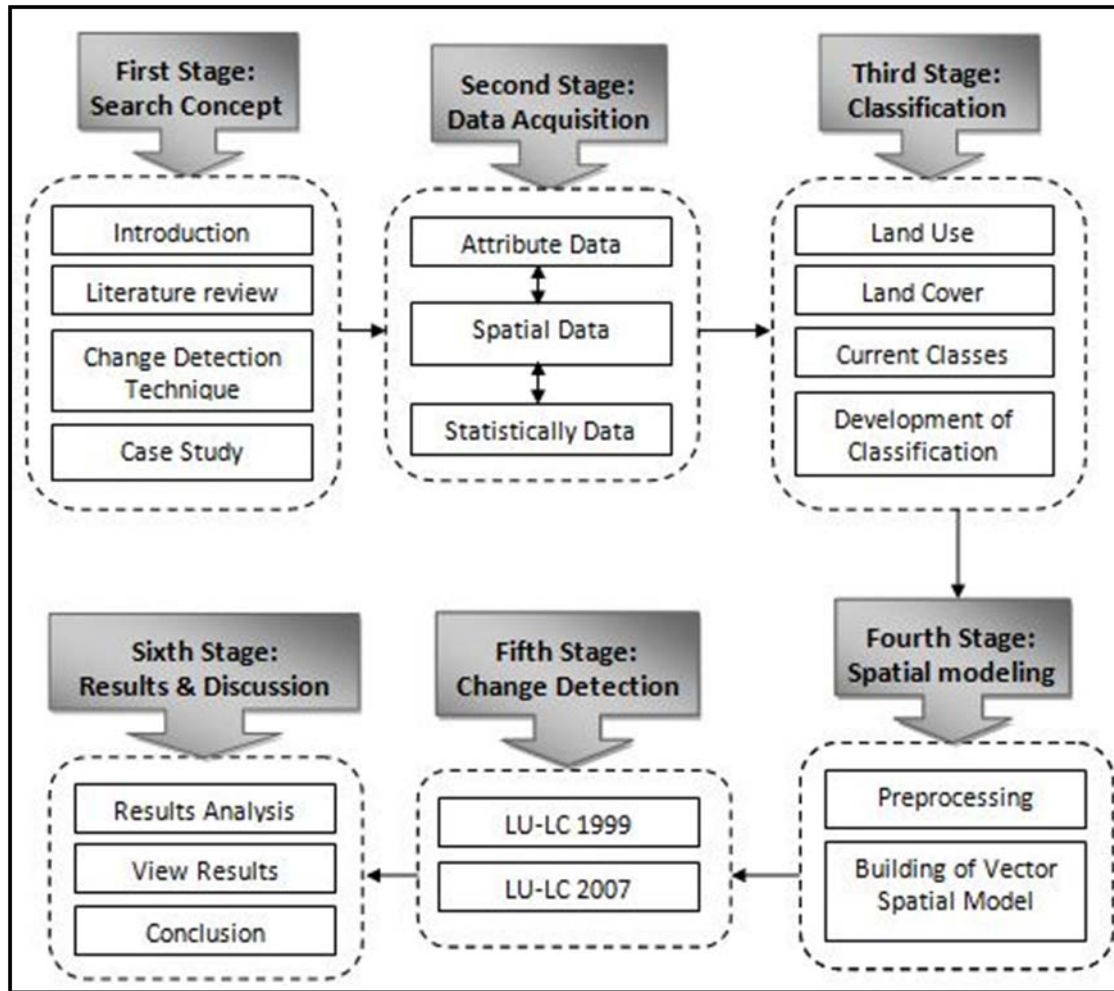 First Stage:
Search Concept
Introduction
Literature review
Change Detection
Technique
Case Study
Second Stage:
Data Acquisition
Attribute Data
Spatial Data
Statistically Data
Third Stage:
Classification
Land Use
Land Cover
Current Classes
Development of
Classification
Fourth Stage:
Spatial modeling
Preprocessing
Building of Vector
Spatial Model
Fifth Stage:
Change Detection
LU-LC 1999
LU-LC 2007
Sixth Stage:
Results & Discussion
Results Analysis
View Results
Conclusion